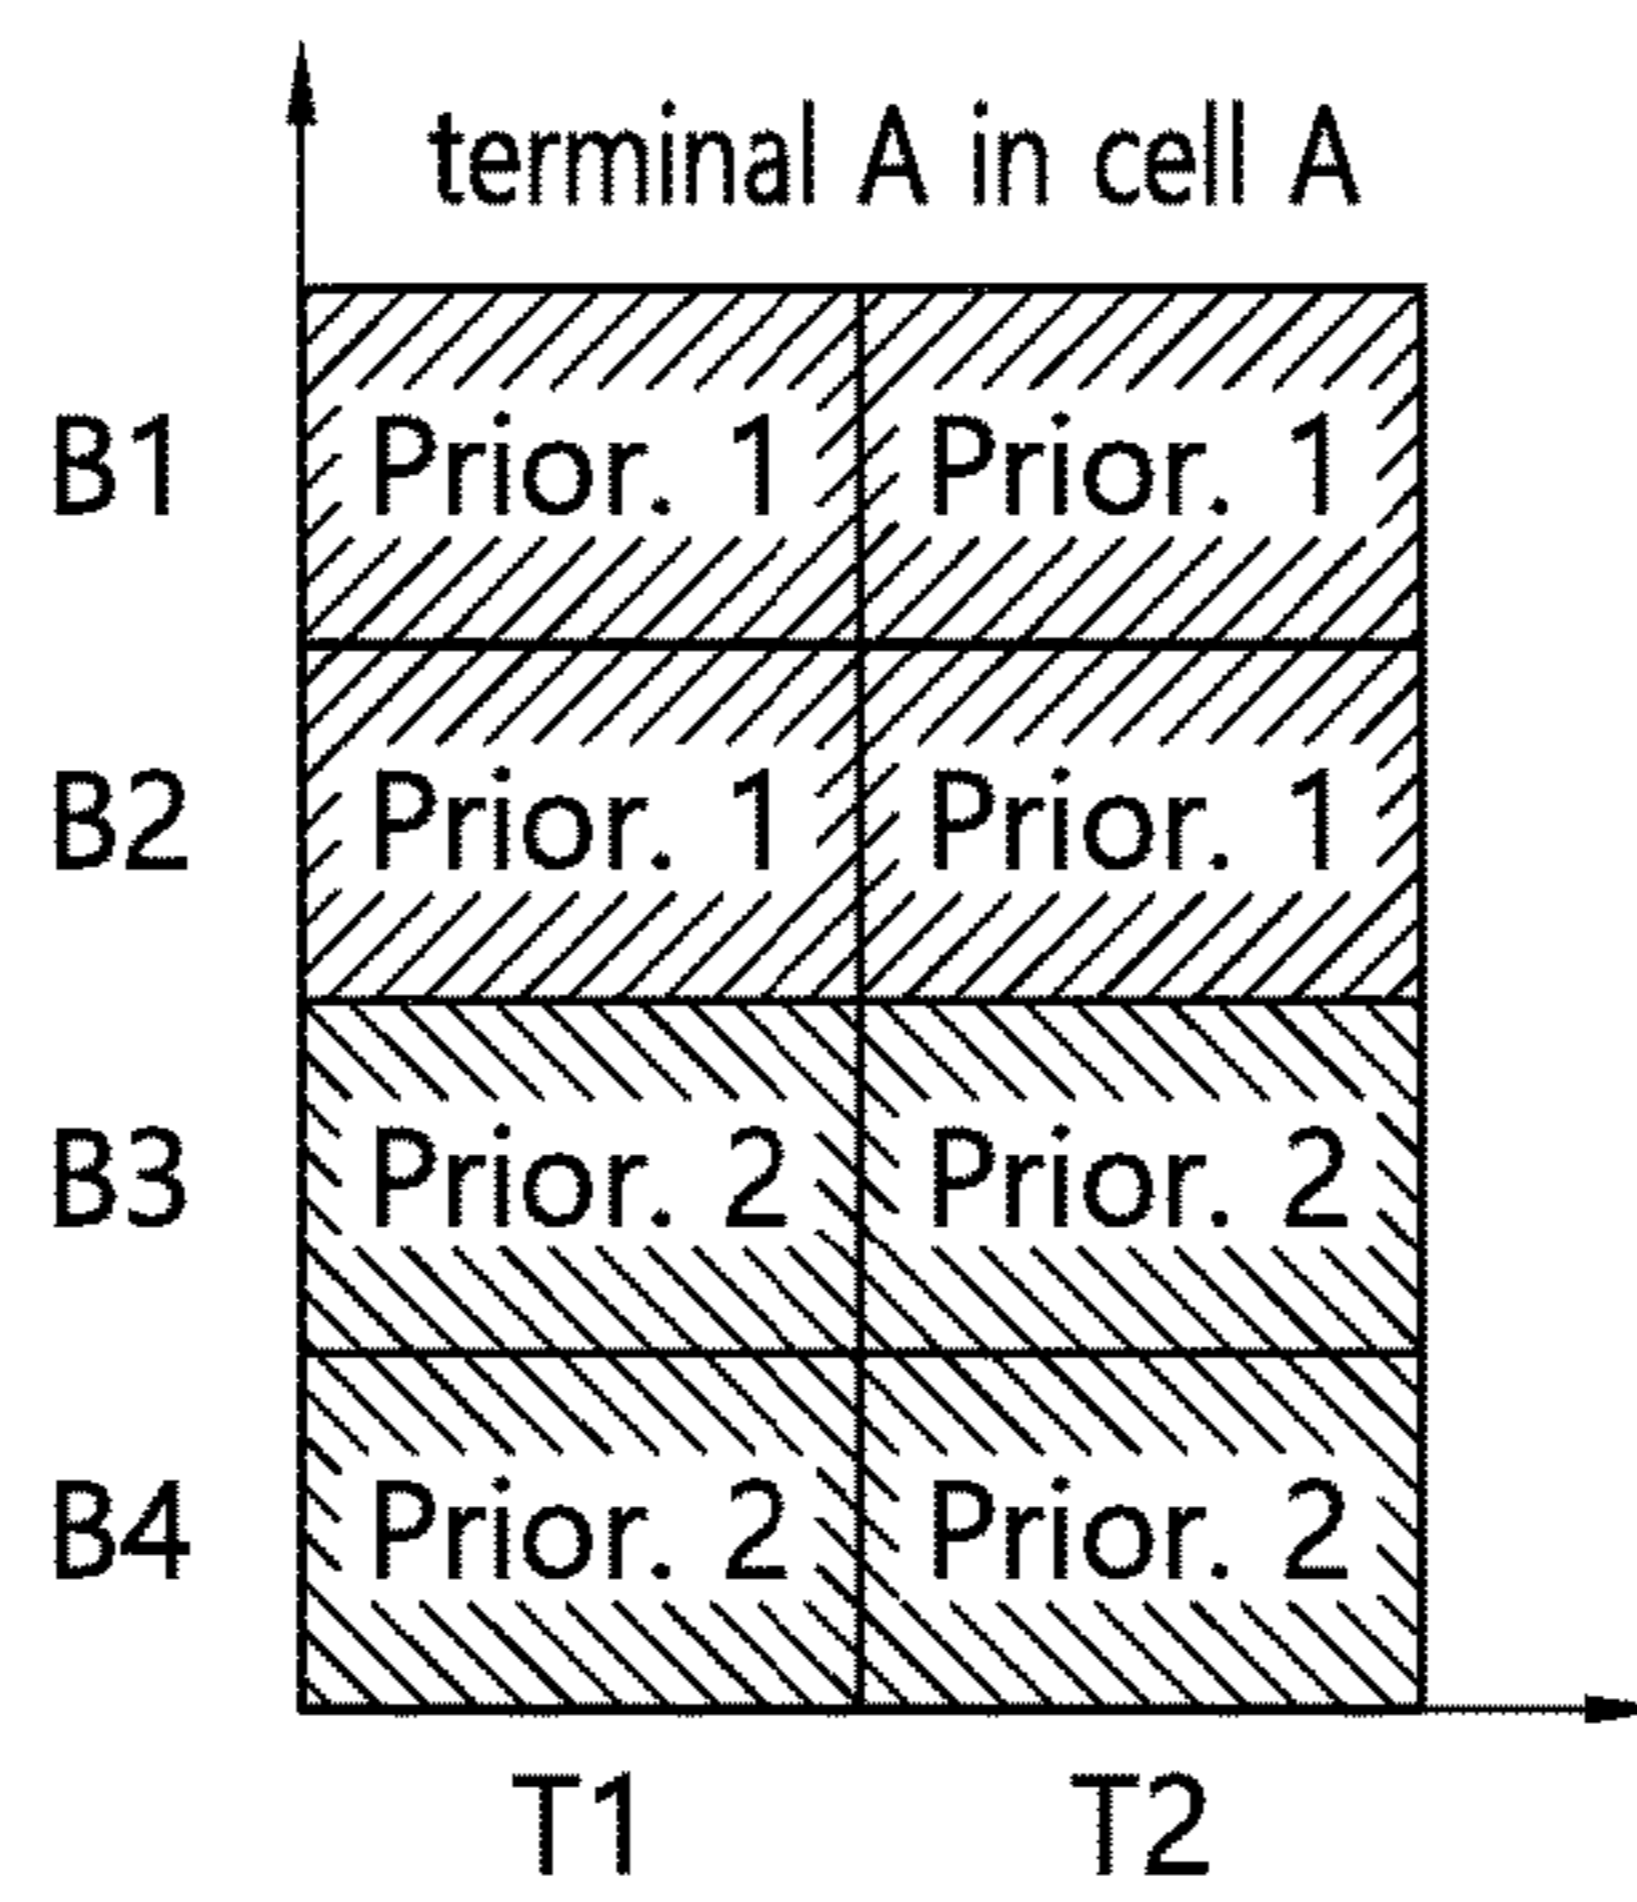 terminal A in cell A
B1 Prior. 1 Prior. 1
B2 Prior. 1 Prior. 1
B3 Prior. 2 Prior. 2
B4 Prior. 2 Prior. 2
T1 T2